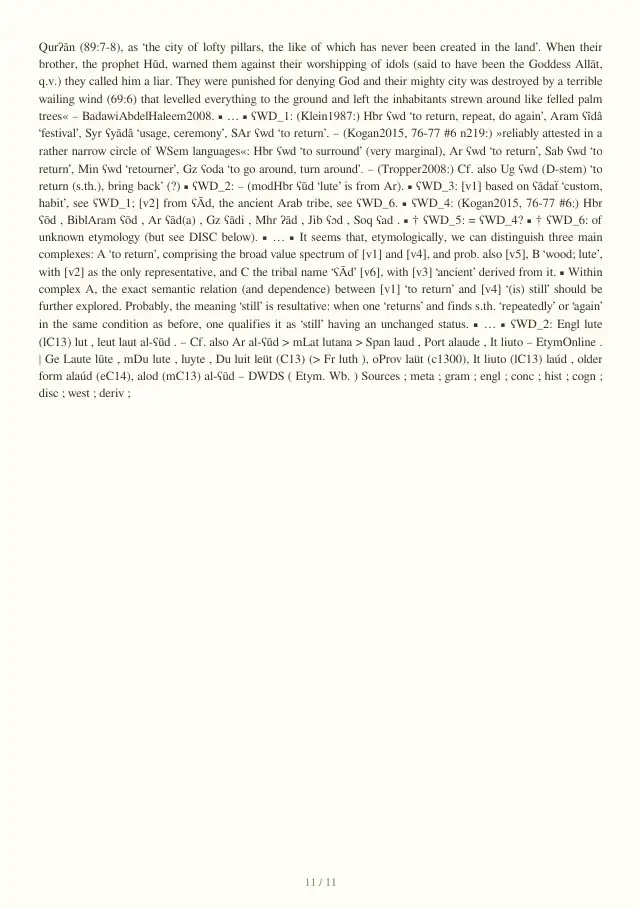 Qurʔān (89:7-8), as ‘the city of lofty pillars, the like of which has never been created in the land’. When their
brother, the prophet Hūd, warned them against their worshipping of idols (said to have been the Goddess Allāt,
q.v.) they called him a liar. They were punished for denying God and their mighty city was destroyed by a terrible
wailing wind (69:6) that levelled everything to the ground and left the inhabitants strewn around like felled palm
trees« – BadawiAbdelHaleem2008. ▪ … ▪ ʕWD_1: (Klein1987:) Hbr ʕwd ‘to return, repeat, do again’, Aram ʕīdâ
‘festival’, Syr ʕyādâ ‘usage, ceremony’, SAr ʕwd ‘to return’. – (Kogan2015, 76-77 #6 n219:) »reliably attested in a
rather narrow circle of WSem languages«: Hbr ʕwd ‘to surround’ (very marginal), Ar ʕwd ‘to return’, Sab ʕwd ‘to
return’, Min ʕwd ‘retourner’, Gz ʕoda ‘to go around, turn around’. – (Tropper2008:) Cf. also Ug ʕwd (D-stem) ‘to
return (s.th.), bring back’ (?) ▪ ʕWD_2: – (modHbr ʕūd ‘lute’ is from Ar). ▪ ʕWD_3: [v1] based on ʕādaẗ ‘custom,
habit’, see ʕWD_1; [v2] from ʕĀd, the ancient Arab tribe, see ʕWD_6. ▪ ʕWD_4: (Kogan2015, 76-77 #6:) Hbr
ʕōd , BiblAram ʕōd , Ar ʕād(a) , Gz ʕādi , Mhr ʔād , Jib ʕɔd , Soq ʕad . ▪ † ʕWD_5: = ʕWD_4? ▪ † ʕWD_6: of
unknown etymology (but see DISC below). ▪ … ▪ It seems that, etymologically, we can distinguish three main
complexes: A ‘to return’, comprising the broad value spectrum of [v1] and [v4], and prob. also [v5], B ‘wood; lute’,
with [v2] as the only representative, and C the tribal name ‘ʕĀd’ [v6], with [v3] ‘ancient’ derived from it. ▪ Within
complex A, the exact semantic relation (and dependence) between [v1] ‘to return’ and [v4] ‘(is) still’ should be
further explored. Probably, the meaning ‘still’ is resultative: when one ‘returns’ and finds s.th. ‘repeatedly’ or ‘again’
in the same condition as before, one qualifies it as ‘still’ having an unchanged status. ▪ … ▪ ʕWD_2: Engl lute
(lC13) lut , leut laut al-ʕūd . – Cf. also Ar al-ʕūd > mLat lutana > Span laud , Port alaude , It liuto – EtymOnline .
| Ge Laute lūte , mDu lute , luyte , Du luit leüt (C13) (> Fr luth ), oProv laüt (c1300), It liuto (lC13) laúd , older
form alaúd (eC14), alod (mC13) al-ʕūd – DWDS ( Etym. Wb. ) Sources ; meta ; gram ; engl ; conc ; hist ; cogn ;
disc ; west ; deriv ;
11 / 11